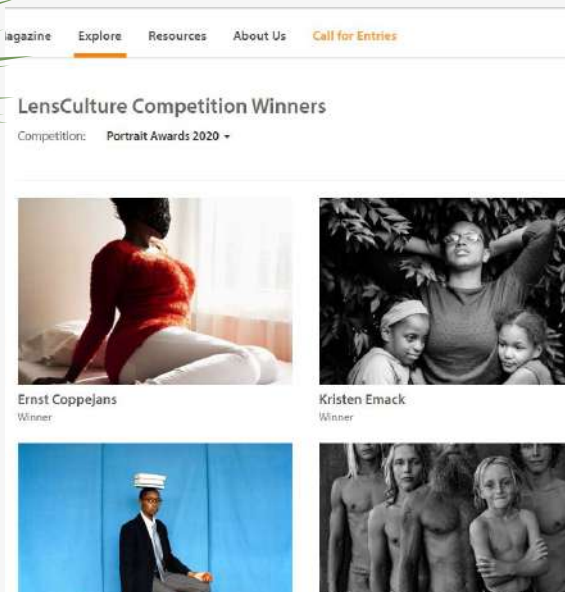 Explore Resources About Us Call for Entries
LensCulture Competition Winners
Competition: Portrait Awards 2020
Ernst Coppejans
Winner
Kristen Emack
Winner